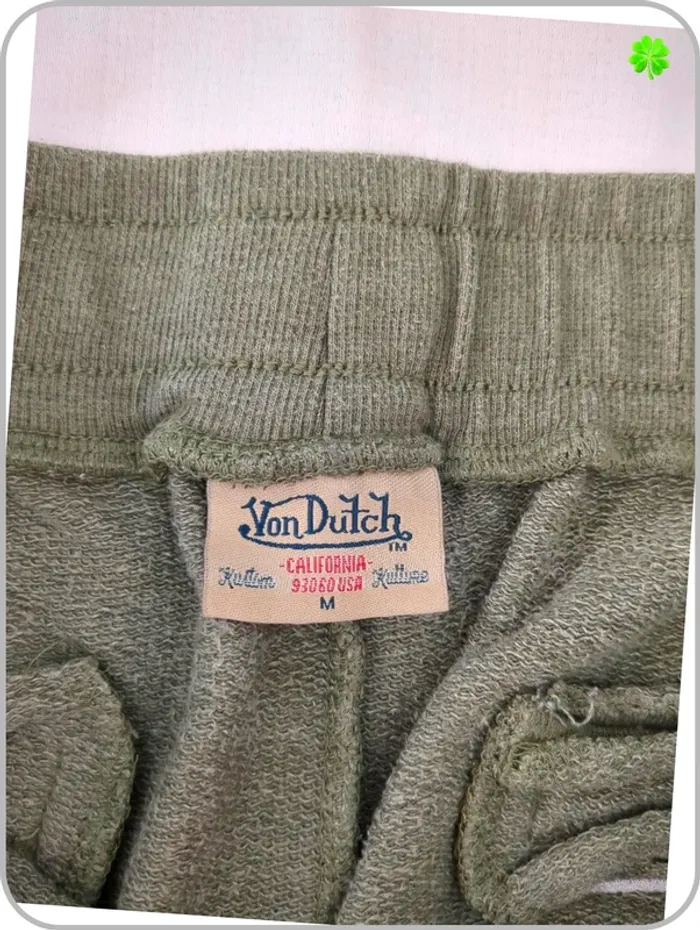 Von Dutch
TM
-CALIFORNIA-
Kustom 93060 USA Kulture
M